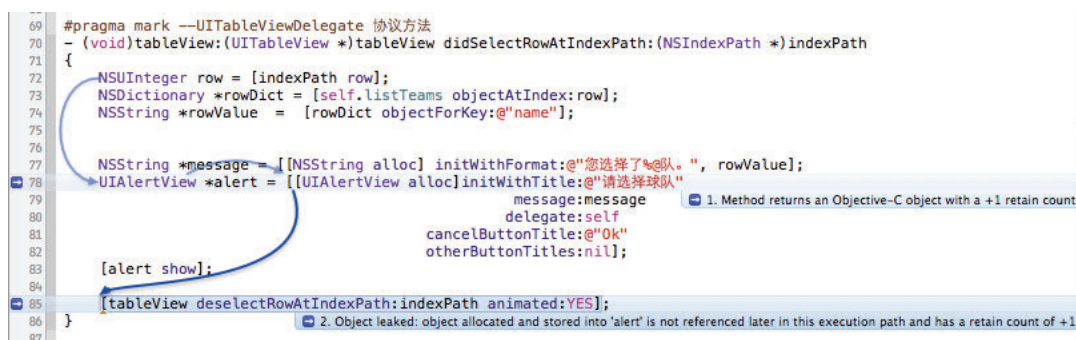 69 #pragma mark --UITableViewDelegate 协议方法
70 - (void)tableView:(UITableView *)tableView didSelectRowAtIndexPath:(NSIndexPath *)indexPath
71 {
72 NSUInteger row = [indexPath row];
73 NSDictionary *rowDict = [self.listTeams objectAtIndex:row];
74 NSString *rowValue  =  [rowDict objectForKey:@"name"];
75
76
77 NSString *message = [[NSString alloc] initWithFormat:@"您选择了%@队。", rowValue];
78 UIAlertView *alert = [[UIAlertView alloc]initWithTitle:@"请选择球队"
79 message:message 1. Method returns an Objective-C object with a +1 retain count
80 delegate:self
81 cancelButtonTitle:@"Ok"
82 otherButtonTitles:nil];
83 [alert show];
84
85 [tableView deselectRowAtIndexPath:indexPath animated:YES];
86 } 2. Object leaked: object allocated and stored into 'alert' is not referenced later in this execution path and has a retain count of +1
87